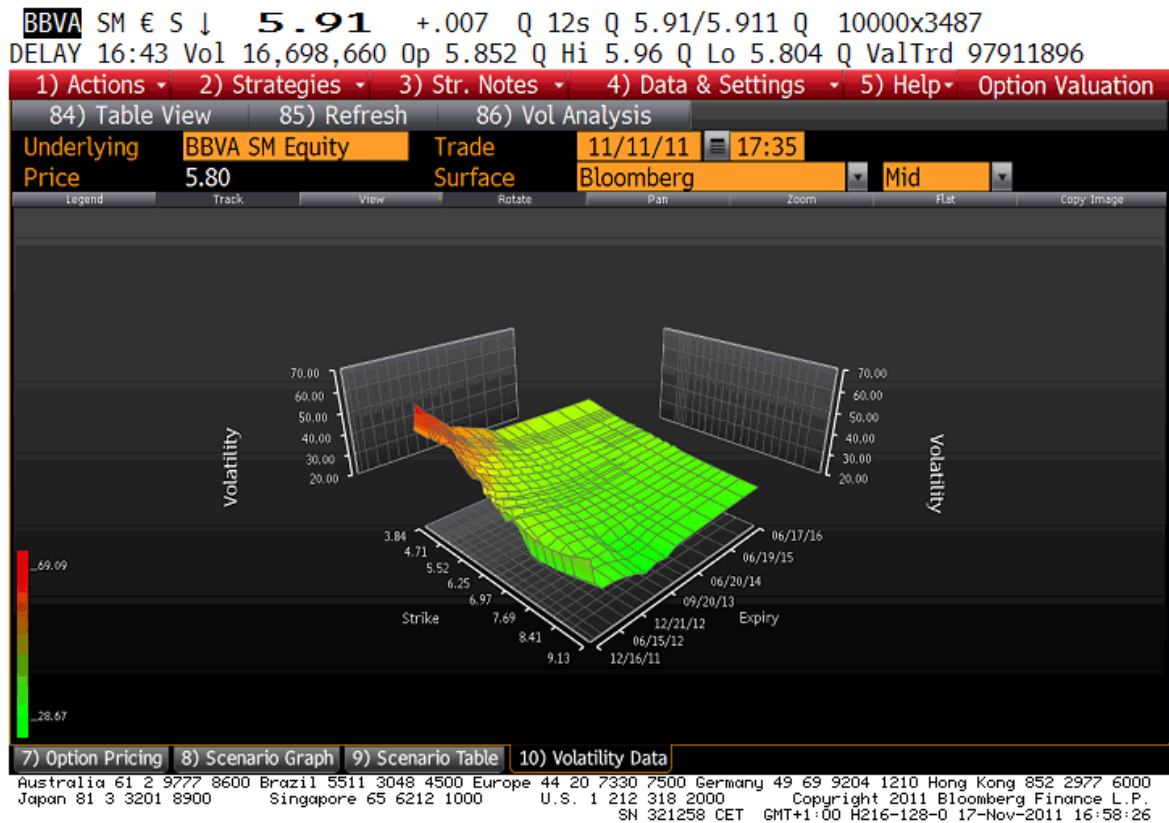 BBVA SM € S ↓ 5.91 +.007 Q 12s Q 5.91/5.911 Q 10000x3487
DELAY 16:43 Vol 16,698,660 Op 5.852 Q Hi 5.96 Q Lo 5.804 Q ValTrd 97911896
1) Actions 2) Strategies 3) Str. Notes 4) Data & Settings 5) Help Option Valuation
84) Table View 85) Refresh 86) Vol Analysis
Underlying BBVA SM Equity Trade 11/11/11 17:35
Price 5.80 Surface Bloomberg Mid
Legend Track View Rotate Pan Zoom Flat Copy Image
70.00 70.00
60.00 60.00
50.00 50.00
40.00 40.00
30.00 30.00
20.00 20.00
Volatility Volatility
3.84 06/17/16
4.71 06/19/15
5.52 06/20/14
6.25 09/20/13
6.97 12/21/12
7.69 06/15/12
8.41 12/16/11
9.13
Strike Expiry
69.09
28.67
7) Option Pricing 8) Scenario Graph 9) Scenario Table 10) Volatility Data
Australia 61 2 9777 8600 Brazil 5511 3048 4500 Europe 44 20 7330 7500 Germany 49 69 9204 1210 Hong Kong 852 2977 6000
Japan 81 3 3201 8900 Singapore 65 6212 1000 U.S. 1 212 318 2000 Copyright 2011 Bloomberg Finance L.P.
SN 321258 CET GMT+1:00 H216-128-0 17-Nov-2011 16:58:26